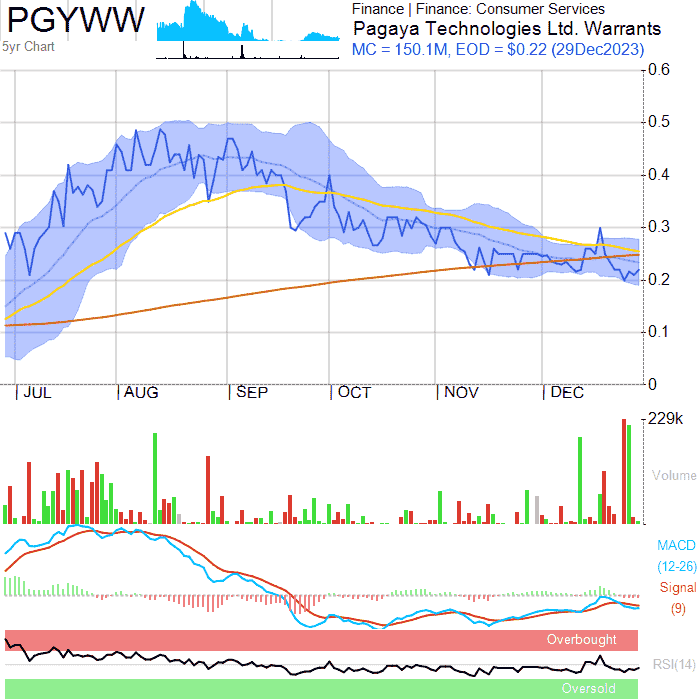 PGYWW
5yr Chart
Finance | Finance: Consumer Services
Pagaya Technologies Ltd. Warrants
MC = 150.1M, EOD = $0.22 (29Dec2023)
0.6
0.5
0.4
0.3
0.2
0.1
0
JUL
AUG
SEP
OCT
NOV
DEC
229k
Volume
MACD
(12-26)
Signal
(9)
Overbought
RSI(14)
Oversold